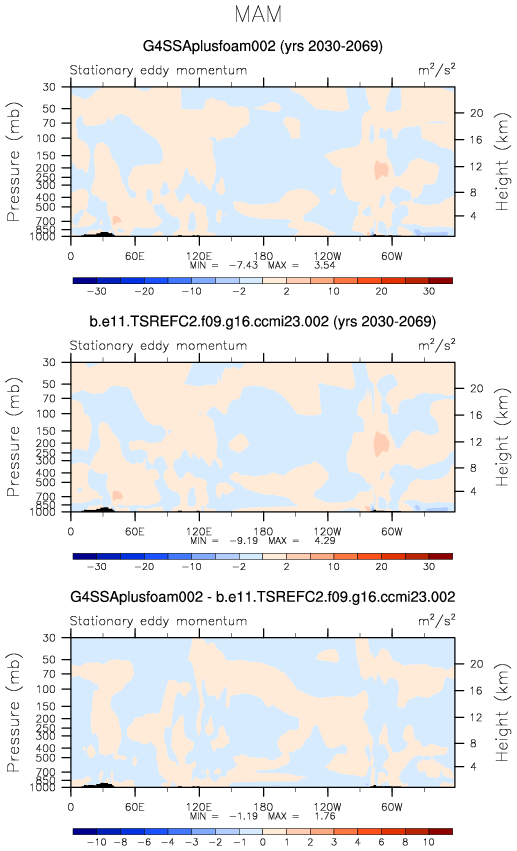 MAM
G4SSAplusfoam002 (yrs 2030-2069)
Stationary eddy momentum m²/s²
Pressure (mb)
30
50
70
100
150
200
250
300
400
500
700
850
1000
20
16
12
8
4
Height (km)
0 60E 120E 180 120W 60W
MIN = -7.43 MAX = 3.54
-30 -20 -10 -2 2 10 20 30
b.e11.TSREFC2.f09.g16.ccmi23.002 (yrs 2030-2069)
Stationary eddy momentum m²/s²
Pressure (mb)
30
50
70
100
150
200
250
300
400
500
700
850
1000
20
16
12
8
4
Height (km)
0 60E 120E 180 120W 60W
MIN = -9.19 MAX = 4.29
-30 -20 -10 -2 2 10 20 30
G4SSAplusfoam002 - b.e11.TSREFC2.f09.g16.ccmi23.002
Stationary eddy momentum m²/s²
Pressure (mb)
30
50
70
100
150
200
250
300
400
500
700
850
1000
20
16
12
8
4
Height (km)
0 60E 120E 180 120W 60W
MIN = -1.19 MAX = 1.76
-10 -8 -6 -4 -3 -2 -1 0 1 2 3 4 6 8 10